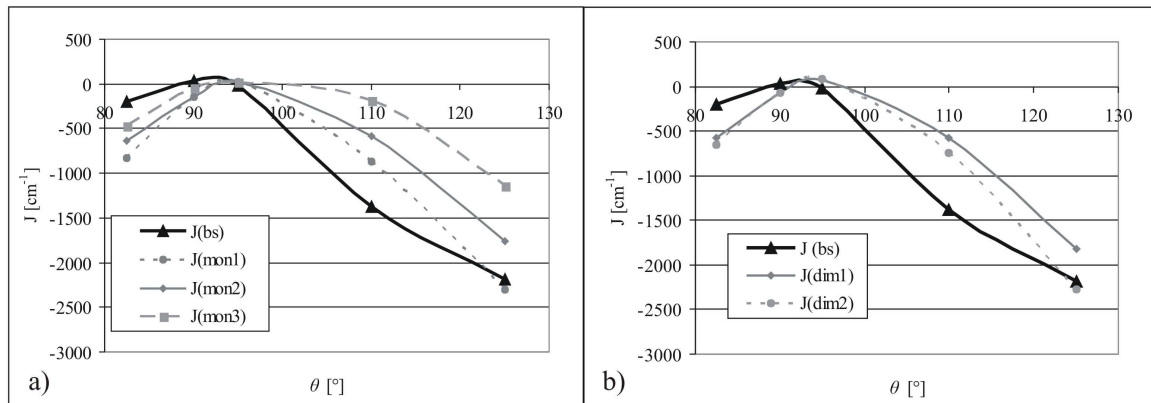 500
0
-500
-1000
-1500
-2000
-2500
-3000
80 90 100 110 120 130
J [cm-1]
θ [°]
J(bs)
J(mon1)
J(mon2)
J(mon3)
a)
500
0
-500
-1000
-1500
-2000
-2500
-3000
80 90 100 110 120 130
J [cm-1]
θ [°]
J (bs)
J(dim1)
J(dim2)
b)